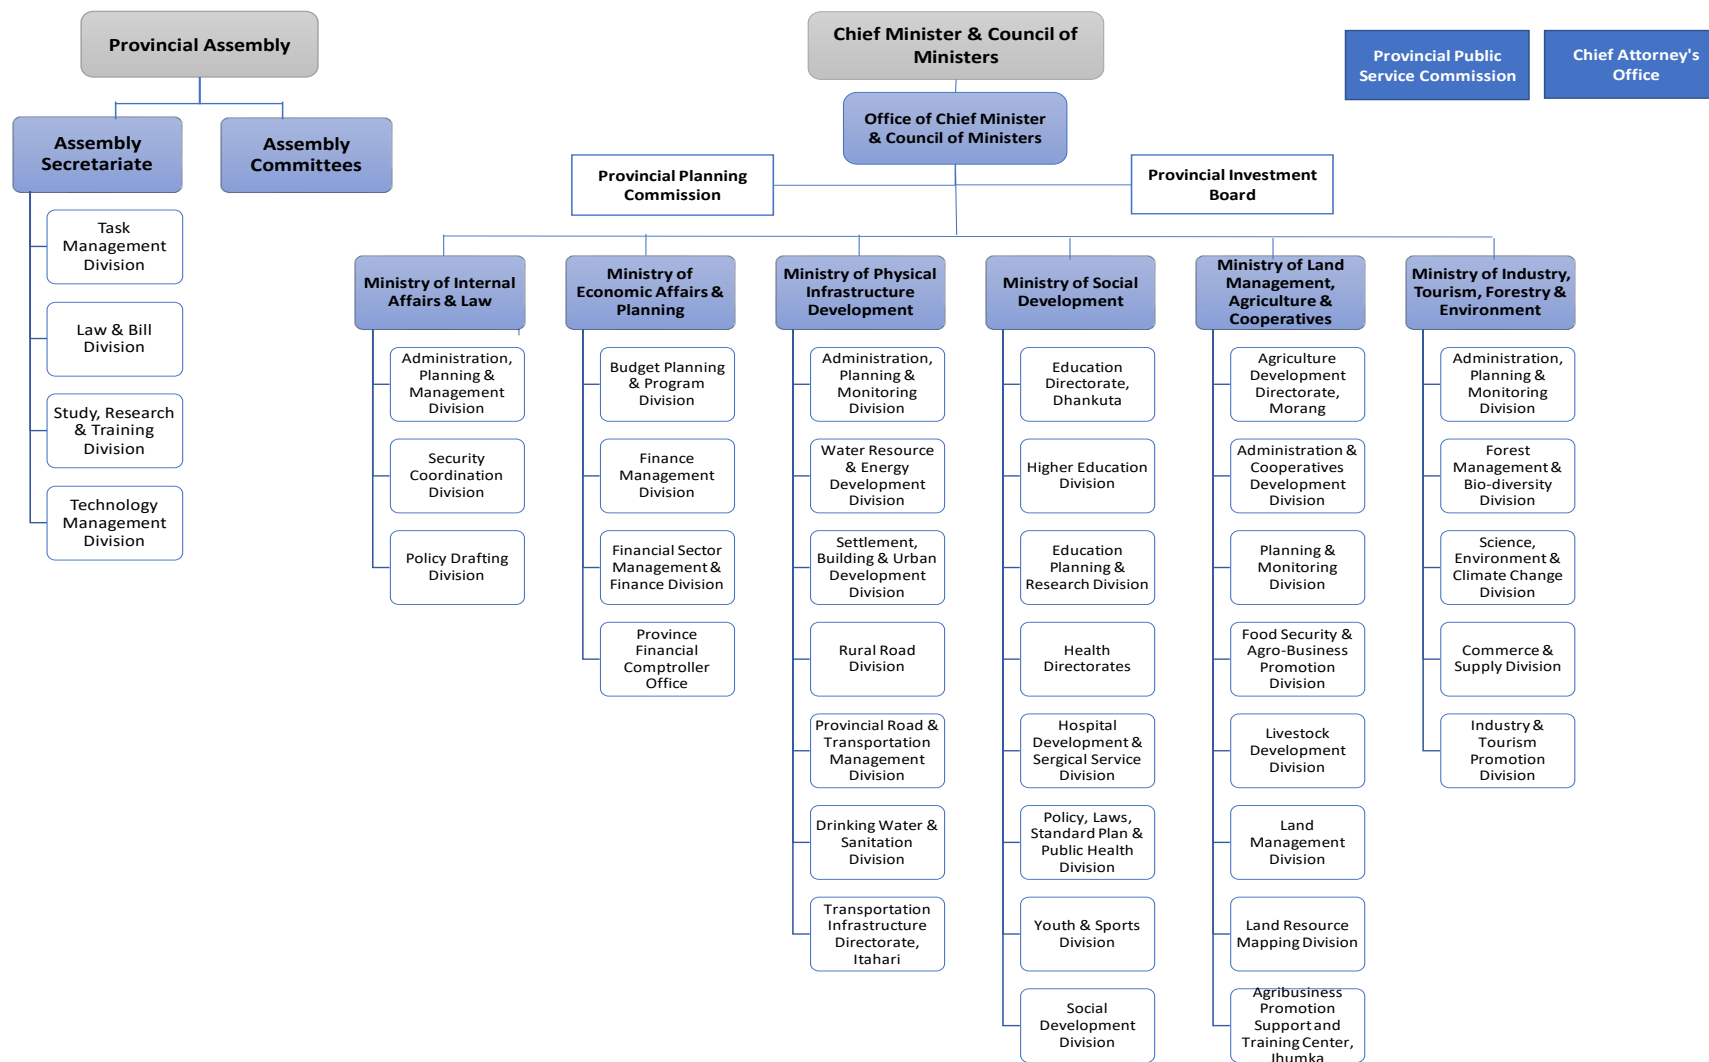 Provincial Assembly
Assembly
Secretariate
Assembly
Committees
Task
Management
Division
Law & Bill
Division
Study, Research
& Training
Division
Technology
Management
Division
Chief Minister & Council of
Ministers
Office of Chief Minister
& Council of Ministers
Provincial Planning
Commission
Provincial Investment
Board
Provincial Public
Service Commission
Chief Attorney's
Office
Ministry of Internal
Affairs & Law
Administration,
Planning &
Management
Division
Security
Coordination
Division
Policy Drafting
Division
Ministry of
Economic Affairs &
Planning
Budget Planning
& Program
Division
Finance
Management
Division
Financial Sector
Management &
Finance Division
Province
Financial
Comptroller
Office
Ministry of Physical
Infrastructure
Development
Administration,
Planning &
Monitoring
Division
Water Resource
& Energy
Development
Division
Settlement,
Building & Urban
Development
Division
Rural Road
Division
Provincial Road &
Transportation
Management
Division
Drinking Water &
Sanitation
Division
Transportation
Infrastructure
Directorate,
Itahari
Ministry of Social
Development
Education
Directorate,
Dhankuta
Higher Education
Division
Education
Planning &
Research Division
Health
Directorates
Hospital
Development &
Sergical Service
Division
Policy, Laws,
Standard Plan &
Public Health
Division
Youth & Sports
Division
Social
Development
Division
Ministry of Land
Management,
Agriculture &
Cooperatives
Agriculture
Development
Directorate,
Morang
Administration &
Cooperatives
Development
Division
Planning &
Monitoring
Division
Food Security &
Agro-Business
Promotion
Division
Livestock
Development
Division
Land
Management
Division
Land Resource
Mapping Division
Agribusiness
Promotion
Support and
Training Center,
Jhumka
Ministry of Industry,
Tourism, Forestry &
Environment
Administration,
Planning &
Monitoring
Division
Forest
Management &
Bio-diversity
Division
Science,
Environment &
Climate Change
Division
Commerce &
Supply Division
Industry &
Tourism
Promotion
Division